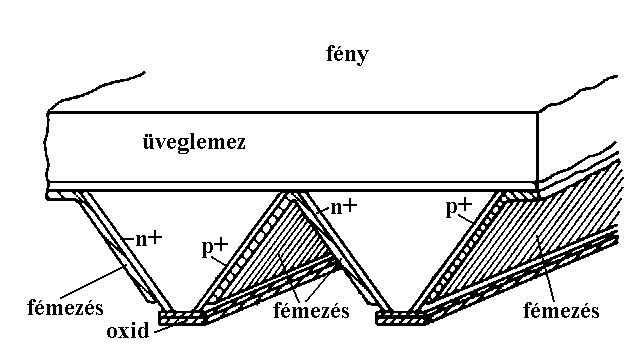 fény
üveglemez
n+
p+
n+
p+
fémezés
oxid
fémezés
fémezés